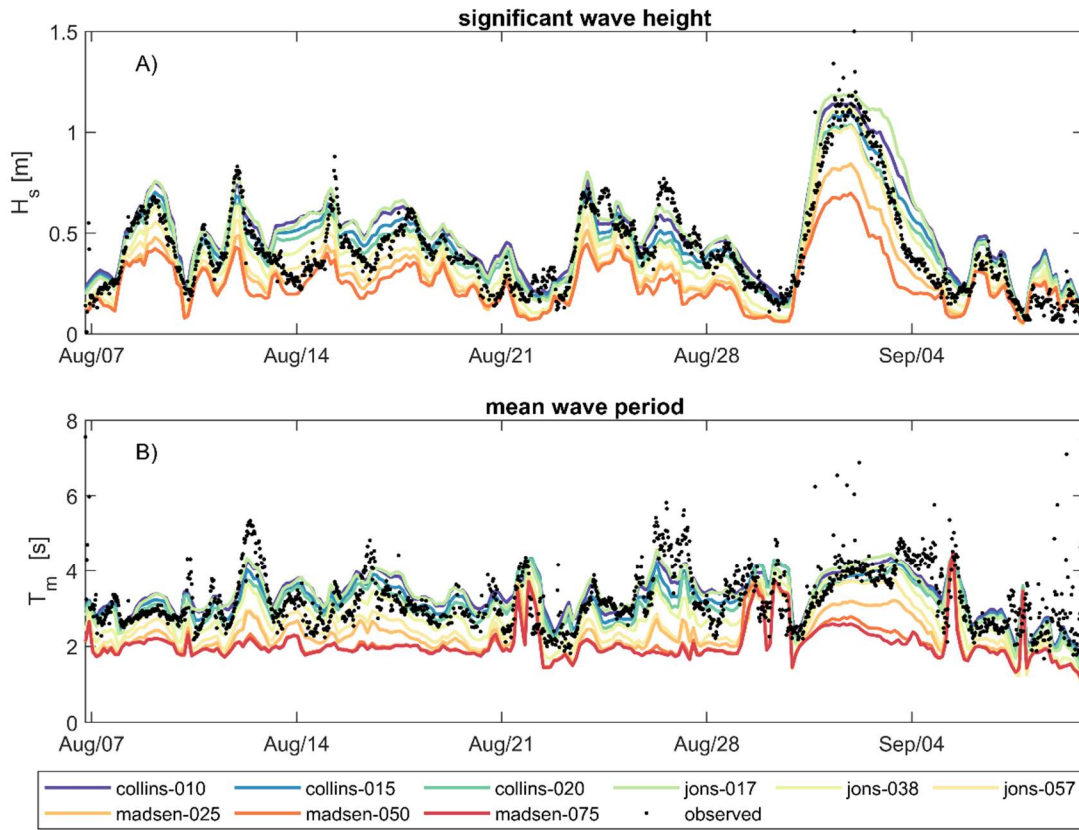 significant wave height
A)
1.5
1
0.5
0
H_s [m]
Aug/07 Aug/14 Aug/21 Aug/28 Sep/04
mean wave period
B)
8
6
4
2
0
T_m [s]
Aug/07 Aug/14 Aug/21 Aug/28 Sep/04
collins-010 collins-015 collins-020 jons-017 jons-038 jons-057
madsen-025 madsen-050 madsen-075 observed